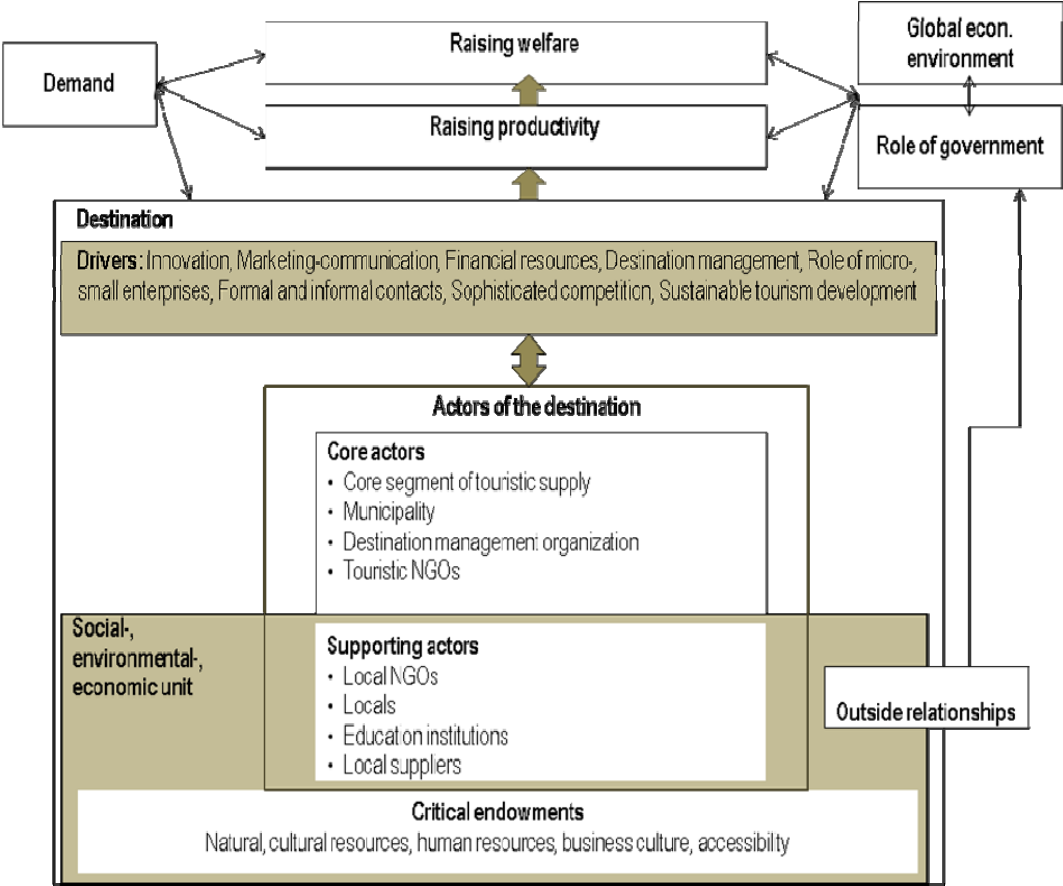 Demand
Raising welfare
Raising productivity
Global econ.
environment
Role of government
Destination
Drivers: Innovation, Marketing-communication, Financial resources, Destination management, Role of micro-,
small enterprises, Formal and informal contacts, Sophisticated competition, Sustainable tourism development
Actors of the destination
Core actors
• Core segment of touristic supply
• Municipality
• Destination management organization
• Touristic NGOs
Social-,
environmental-,
economic unit
Supporting actors
• Local NGOs
• Locals
• Education institutions
• Local suppliers
Outside relationships
Critical endowments
Natural, cultural resources, human resources, business culture, accessibility